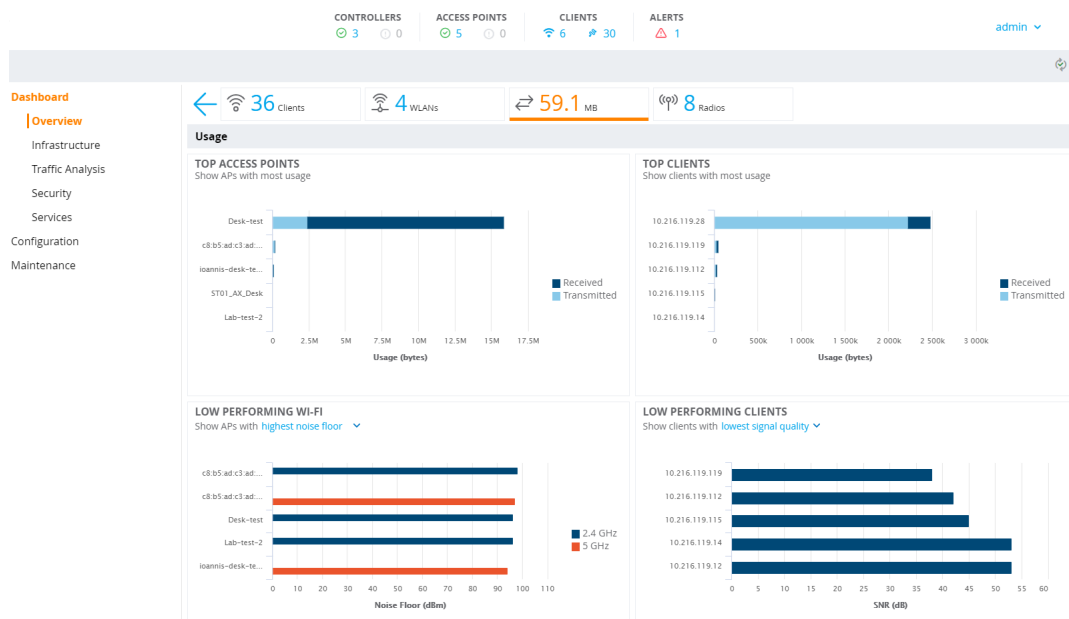 CONTROLLERS ACCESS POINTS CLIENTS ALERTS
3 0 5 0 6 30 1
admin
Dashboard
Overview
Infrastructure
Traffic Analysis
Security
Services
Configuration
Maintenance
36 Clients 4 WLANs 59.1 MB 8 Radios
Usage
TOP ACCESS POINTS
Show APs with most usage
Desk-test
c8:b5:ad:c3:ad:...
ioannis-desk-te...
ST01_AX_Desk
Lab-test-2
0 2.5M 5M 7.5M 10M 12.5M 15M 17.5M
Usage (bytes)
Received
Transmitted
TOP CLIENTS
Show clients with most usage
10.216.119.28
10.216.119.119
10.216.119.112
10.216.119.115
10.216.119.14
0 500k 1 000k 1 500k 2 000k 2 500k 3 000k
Usage (bytes)
Received
Transmitted
LOW PERFORMING WI-FI
Show APs with highest noise floor
c8:b5:ad:c3:ad:...
c8:b5:ad:c3:ad:...
Desk-test
Lab-test-2
ioannis-desk-te...
0 10 20 30 40 50 60 70 80 90 100 110
Noise Floor (dBm)
2.4 GHz
5 GHz
LOW PERFORMING CLIENTS
Show clients with lowest signal quality
10.216.119.119
10.216.119.112
10.216.119.115
10.216.119.14
10.216.119.12
0 5 10 15 20 25 30 35 40 45 50 55 60
SNR (dB)